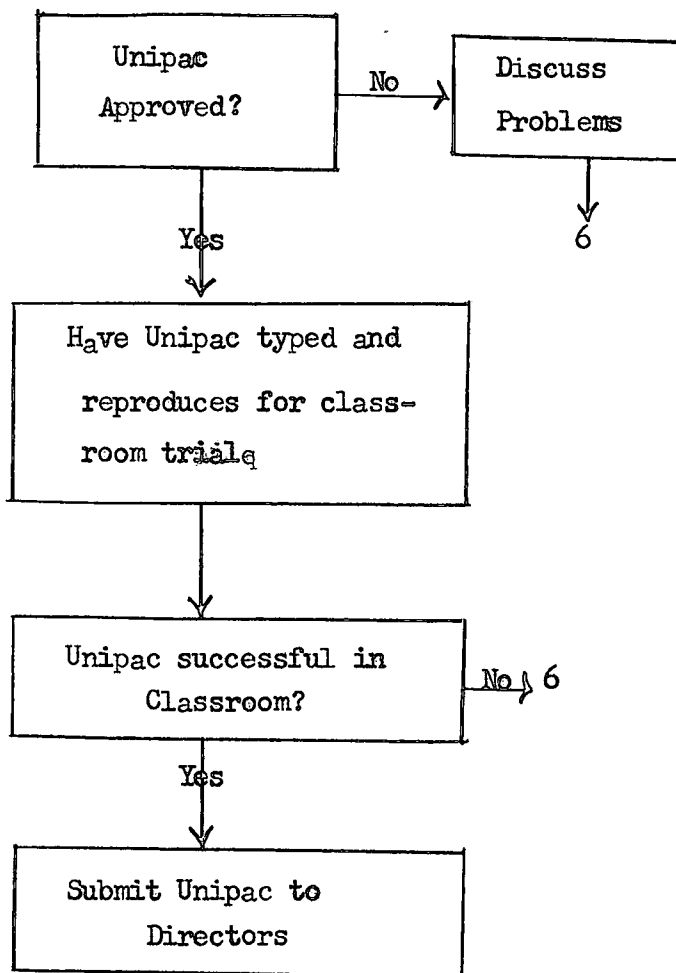 Unipac
Approved?
No
Discuss
Problems
6
Yes
Have Unipac typed and
reproduces for class-
room trialq
Unipac successful in
Classroom?
No
6
Yes
Submit Unipac to
Directors